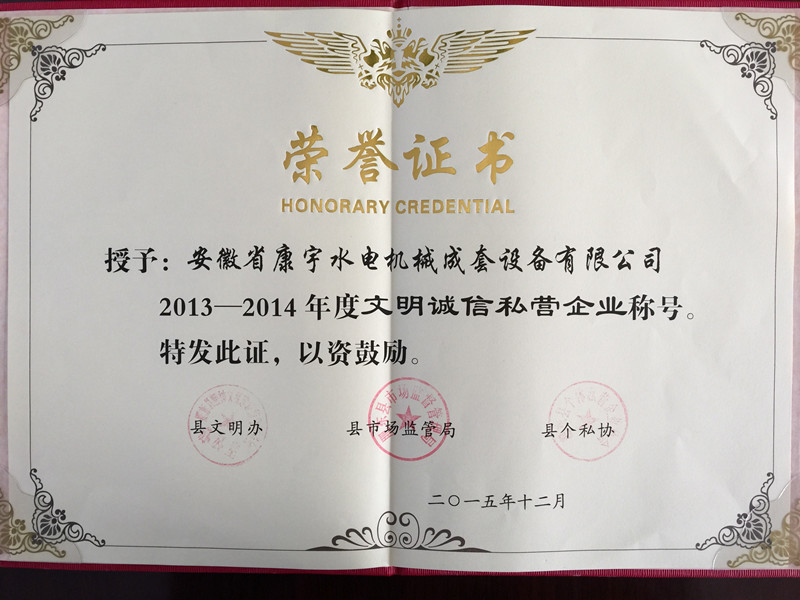 荣誉证书
HONORARY CREDENTIAL
授予：安徽省康宇水电机械成套设备有限公司
2013—2014年度文明诚信私营企业称号。
特发此证，以资鼓励。
县文明办 县市场监管局 县个私协
二〇一五年十二月